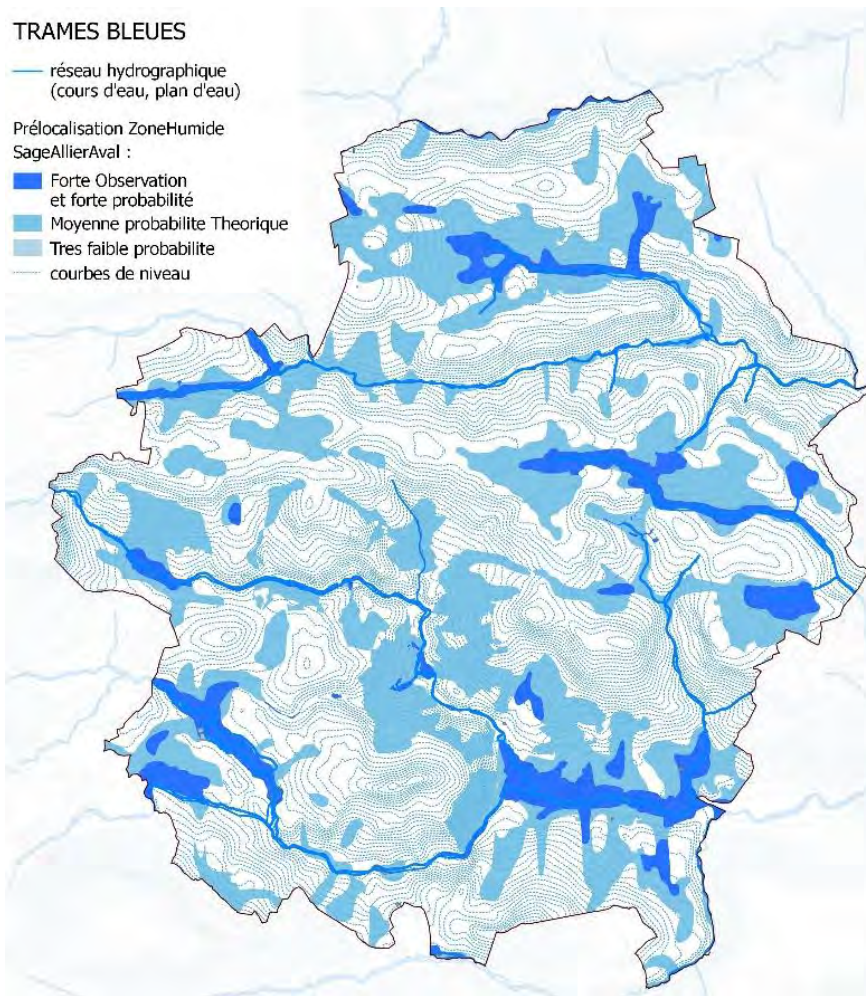 TRAMES BLEUES
réseau hydrographique
(cours d'eau, plan d'eau)
Prélocalisation ZoneHumide
SageAllierAval :
Forte Observation
et forte probabilité
Moyenne probabilite Theorique
Tres faible probabilite
courbes de niveau